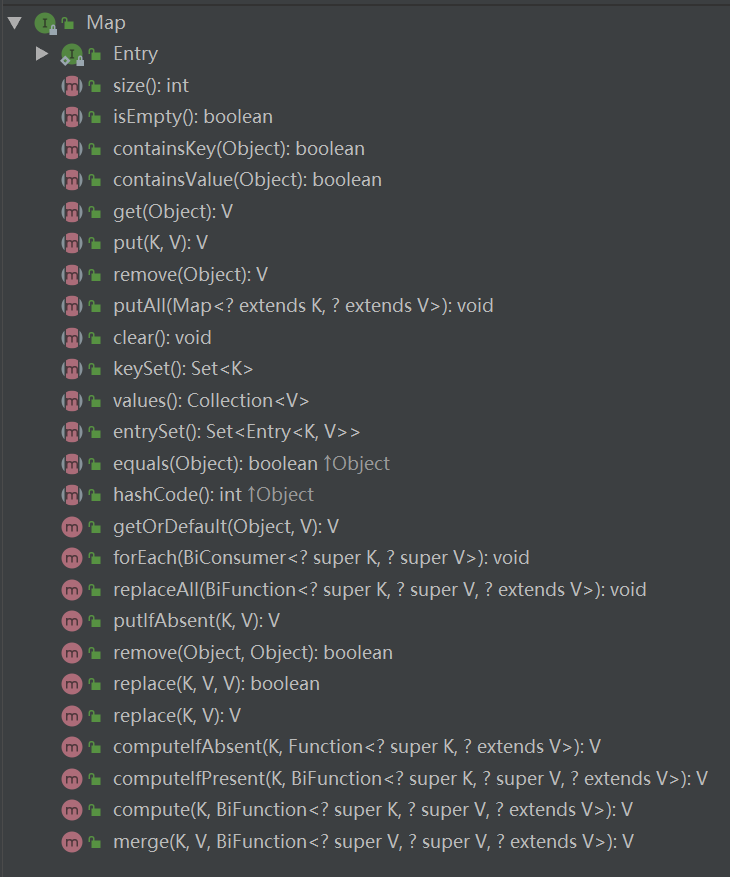 Map
Entry
size(): int
isEmpty(): boolean
containsKey(Object): boolean
containsValue(Object): boolean
get(Object): V
put(K, V): V
remove(Object): V
putAll(Map<? extends K, ? extends V>): void
clear(): void
keySet(): Set<K>
values(): Collection<V>
entrySet(): Set<Entry<K, V>>
equals(Object): boolean ↑Object
hashCode(): int ↑Object
getOrDefault(Object, V): V
forEach(BiConsumer<? super K, ? super V>): void
replaceAll(BiFunction<? super K, ? super V, ? extends V>): void
putIfAbsent(K, V): V
remove(Object, Object): boolean
replace(K, V, V): boolean
replace(K, V): V
computeIfAbsent(K, Function<? super K, ? extends V>): V
computeIfPresent(K, BiFunction<? super K, ? super V, ? extends V>): V
compute(K, BiFunction<? super K, ? super V, ? extends V>): V
merge(K, V, BiFunction<? super V, ? super V, ? extends V>): V